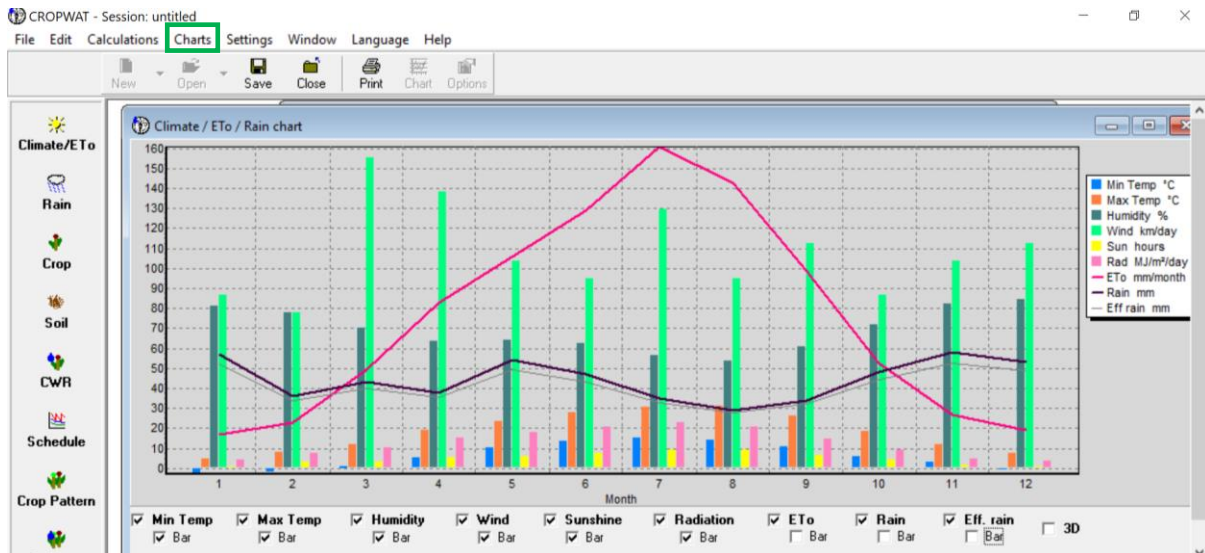 CROPWAT - Session: untitled
File Edit Calculations Charts Settings Window Language Help
New Open Save Close Print Chart Options
Climate/ETo
Rain
Crop
Soil
CWR
Schedule
Crop Pattern
Climate / ETo / Rain chart
160
150
140
130
120
110
100
90
80
70
60
50
40
30
20
10
0
1 2 3 4 5 6 7 8 9 10 11 12
Month
Min Temp °C
Max Temp °C
Humidity %
Wind km/day
Sun hours
Rad MJ/m²/day
ETo mm/month
Rain mm
Eff rain mm
Min Temp Max Temp Humidity Wind Sunshine Radiation ETo Rain Eff. rain 3D
Bar Bar Bar Bar Bar Bar Bar Bar Bar